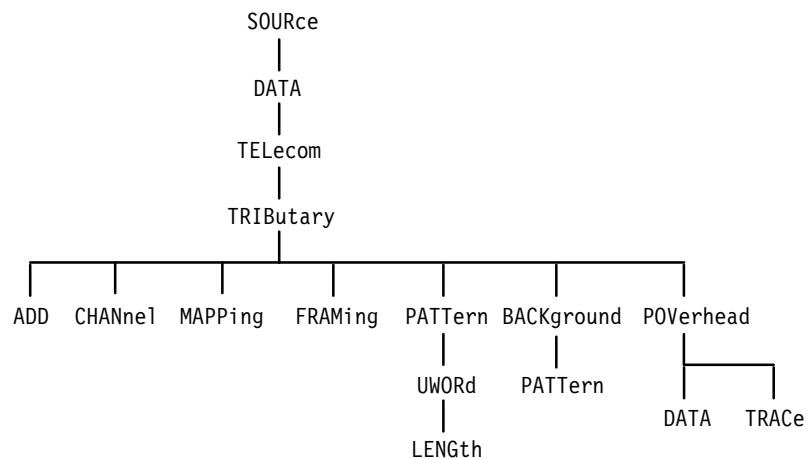 SOURce
DATA
TELecom
TRIButary
ADD CHANnel MAPPing FRAMing PATTern BACKground POVerhead
UWORd PATTern
DATA TRACe
LENGth